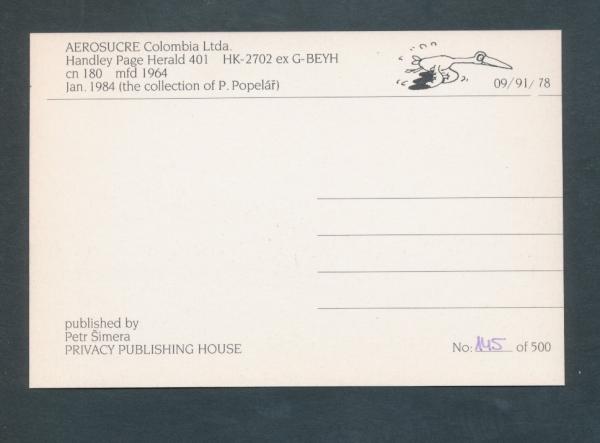 AEROSUCRE Colombia Ltda.
Handley Page Herald 401 HK-2702 ex G-BEYH
cn 180 mfd 1964
Jan. 1984 (the collection of P. Popelář)
09/91/78
published by
Petr Šimera
PRIVACY PUBLISHING HOUSE
No: 145 of 500